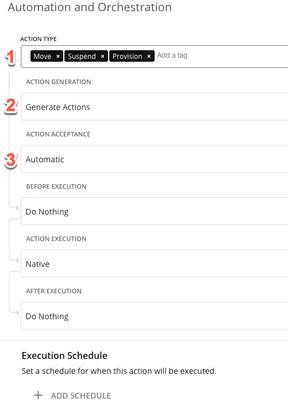 Automation and Orchestration
ACTION TYPE
1 Move × Suspend × Provision × Add a tag
ACTION GENERATION
2 Generate Actions
ACTION ACCEPTANCE
3 Automatic
BEFORE EXECUTION
Do Nothing
ACTION EXECUTION
Native
AFTER EXECUTION
Do Nothing
Execution Schedule
Set a schedule for when this action will be executed.
+ ADD SCHEDULE